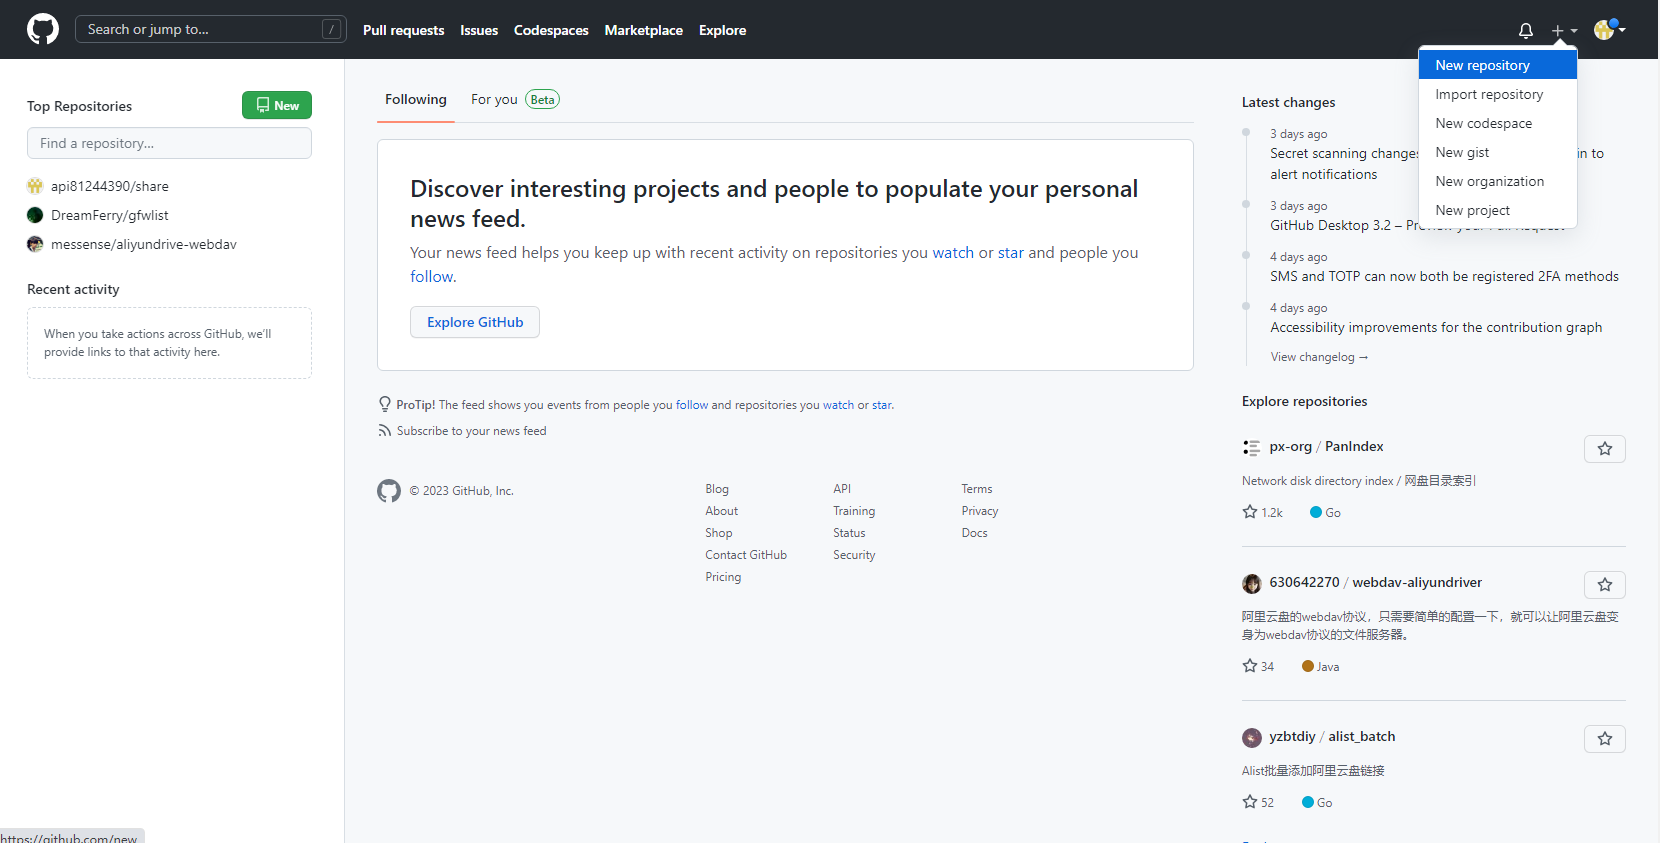 Search or jump to... /
Pull requests Issues Codespaces Marketplace Explore
New repository
Import repository
New codespace
New gist
New organization
New project
Top Repositories
New
Find a repository...
api81244390/share
DreamFerry/gfwlist
messense/aliyundrive-webdav
Recent activity
When you take actions across GitHub, we'll
provide links to that activity here.
Following For you Beta
Discover interesting projects and people to populate your personal
news feed.
Your news feed helps you keep up with recent activity on repositories you watch or star and people you
follow.
Explore GitHub
ProTip! The feed shows you events from people you follow and repositories you watch or star.
Subscribe to your news feed
© 2023 GitHub, Inc.
Blog
About
Shop
Contact GitHub
Pricing
API
Training
Status
Security
Terms
Privacy
Docs
Latest changes
3 days ago
Secret scanning changes in to
alert notifications
3 days ago
GitHub Desktop 3.2 –
4 days ago
SMS and TOTP can now both be registered 2FA methods
4 days ago
Accessibility improvements for the contribution graph
View changelog →
Explore repositories
px-org / PanIndex
Network disk directory index / 网盘目录索引
1.2k Go
630642270 / webdav-aliyundriver
阿里云盘的webdav协议，只需要简单的配置一下，就可以让阿里云盘变
身为webdav协议的文件服务器。
34 Java
yzbtdiy / alist_batch
Alist批量添加阿里云盘链接
52 Go
https://github.com/new